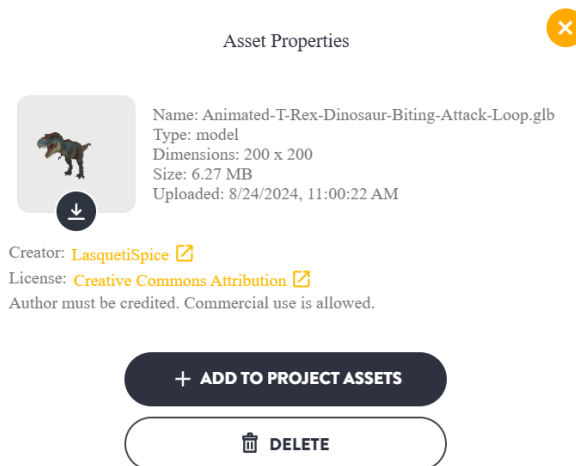 Asset Properties
Name: Animated-T-Rex-Dinosaur-Biting-Attack-Loop.glb
Type: model
Dimensions: 200 x 200
Size: 6.27 MB
Uploaded: 8/24/2024, 11:00:22 AM
Creator: LasquetiSpice
License: Creative Commons Attribution
Author must be credited. Commercial use is allowed.
ADD TO PROJECT ASSETS
DELETE